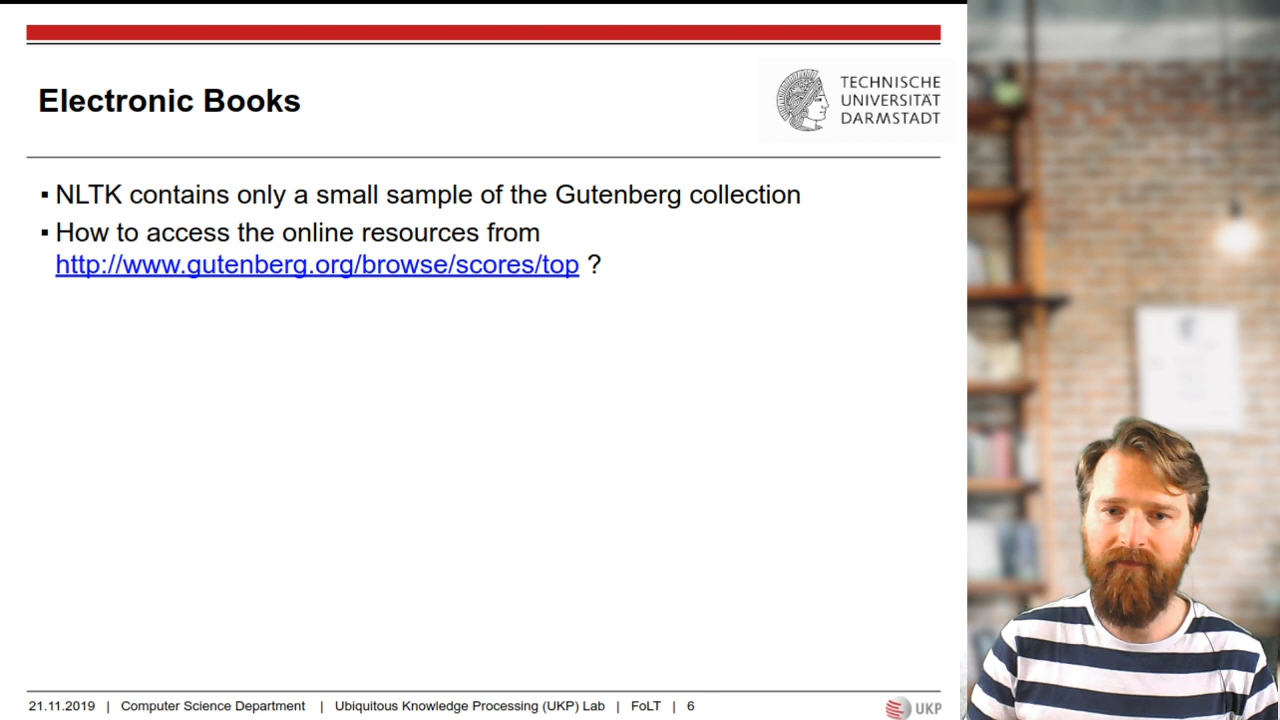 Electronic Books
TECHNISCHE
UNIVERSITÄT
DARMSTADT
▪ NLTK contains only a small sample of the Gutenberg collection
▪ How to access the online resources from
http://www.gutenberg.org/browse/scores/top ?
21.11.2019 | Computer Science Department | Ubiquitous Knowledge Processing (UKP) Lab | FoLT | 6
UKP